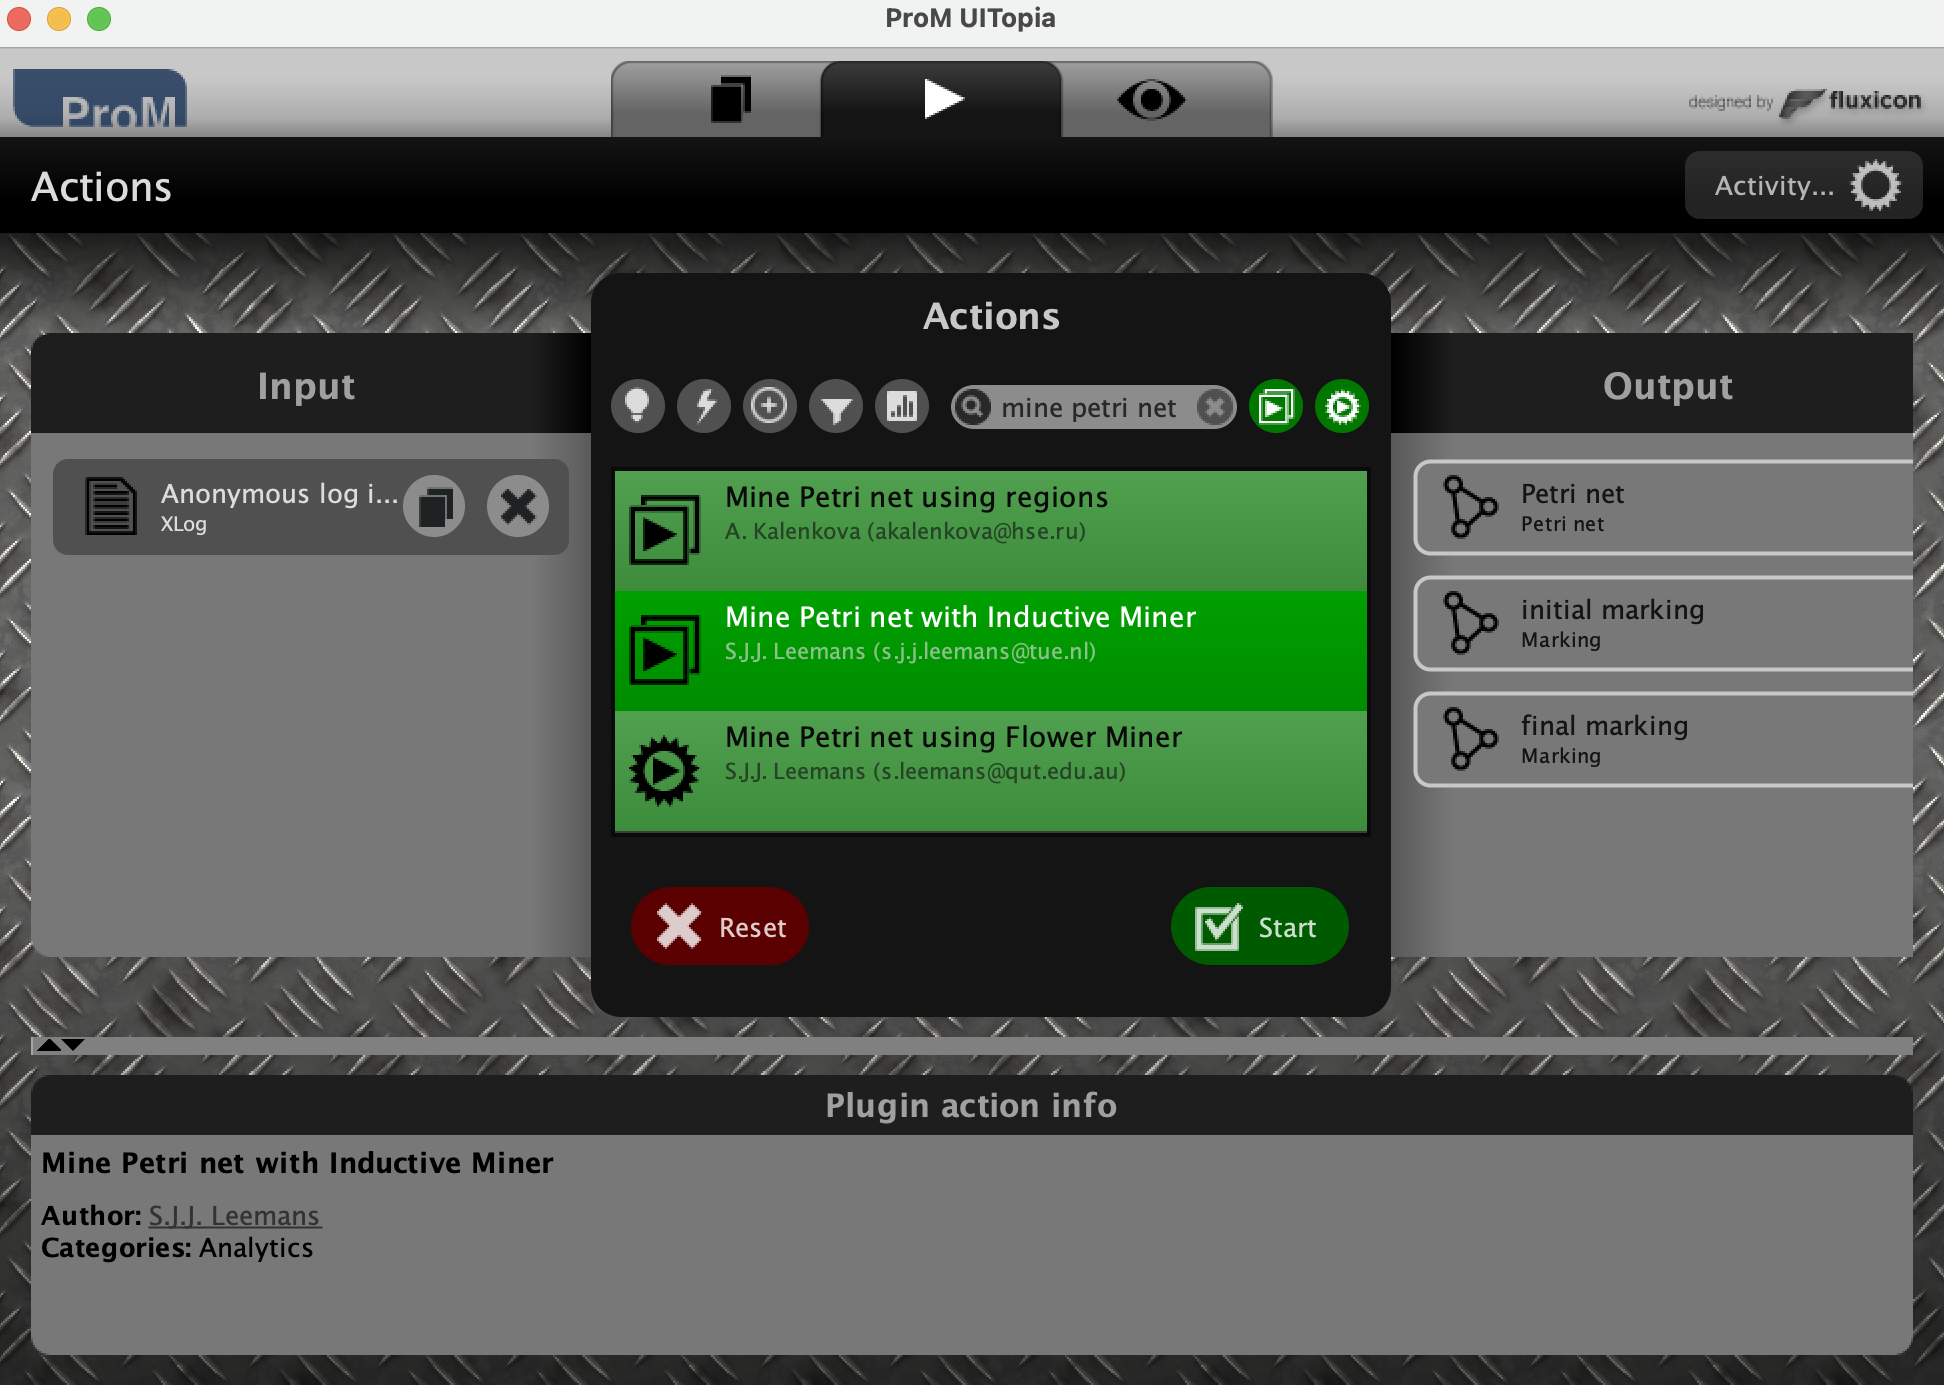 ProM UITopia
ProM
designed by fluxicon
Actions
Activity...
Actions
Input
mine petri net
Output
Anonymous log i...
XLog
Mine Petri net using regions
A. Kalenkova (akalenkova@hse.ru)
Mine Petri net with Inductive Miner
S.J.J. Leemans (s.j.j.leemans@tue.nl)
Mine Petri net using Flower Miner
S.J.J. Leemans (s.leemans@qut.edu.au)
Petri net
Petri net
initial marking
Marking
final marking
Marking
Reset
Start
Plugin action info
Mine Petri net with Inductive Miner
Author: S.J.J. Leemans
Categories: Analytics